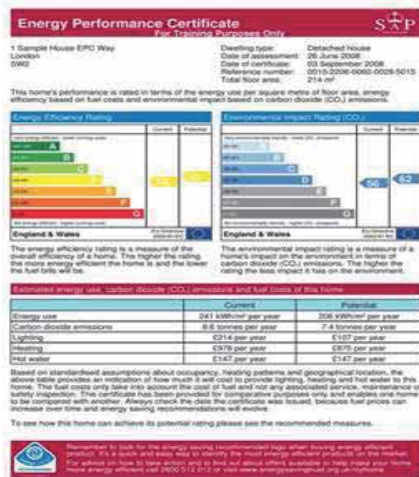 Energy Performance Certificate
For Training Purposes Only
SAP
1 Sample House EPC Way
London
SW2
Dwelling type: Detached house
Date of assessment: 26 June 2008
Date of certificate: 03 September 2008
Reference number:
Total floor area: 214 m²
This home's performance is rated in terms of the energy use per square metre of floor area, energy
efficiency based on fuel costs and environmental impact based on carbon dioxide (CO₂) emissions.
Energy Efficiency Rating
Current Potential
A
B
C
E
F
G
England & Wales
Environmental Impact Rating (CO₂)
Current Potential
56 62
England & Wales
The energy efficiency rating is a measure of the
overall efficiency of a home. The higher the rating
the more energy efficient the home is and the lower
the fuel bills will be.
The environmental impact rating is a measure of a
home's impact on the environment in terms of
carbon dioxide (CO₂) emissions. The higher the
rating the less impact it has on the environment.
Estimated energy use, carbon dioxide (CO₂) emissions and fuel costs of this home
Current Potential
Energy use 241 kWh/m² per year 206 kWh/m² per year
Carbon dioxide emissions 8.6 tonnes per year 7.4 tonnes per year
Lighting £214 per year £107 per year
Heating £978 per year £875 per year
Hot water £147 per year £147 per year
Based on standardised assumptions about occupancy, heating patterns and geographical location, the
above table provides an indication of how much it will cost to provide lighting, heating and hot water to this
home. The fuel costs only take into account the cost of fuel and not any associated service, maintenance or
safety inspection. This certificate has been provided for comparative purposes only and enables one home
to be compared with another. Always check the date the certificate was issued, because fuel prices can
increase over time and energy saving recommendations will evolve.
To see how this home can achieve its potential rating please see the recommended measures.
Remember to look for the energy saving recommended logo when buying energy efficient
product. It's a quick and easy way to identify the most energy efficient products on the market.
For advice on how to take action and to find out about offers available to help make your home
more energy efficient call 0800 512 012 or visit www.energysavingtrust.org.uk/myhome